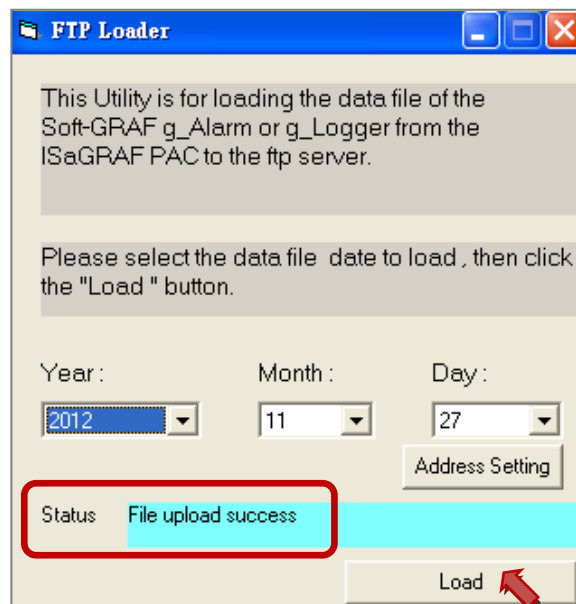 FTP Loader
This Utility is for loading the data file of the
Soft-GRAF g_Alarm or g_Logger from the
ISaGRAF PAC to the ftp server.
Please select the data file  date to load , then click
the "Load " button.
Year :
Month :
Day :
2012
11
27
Address Setting
Status
File upload success
Load